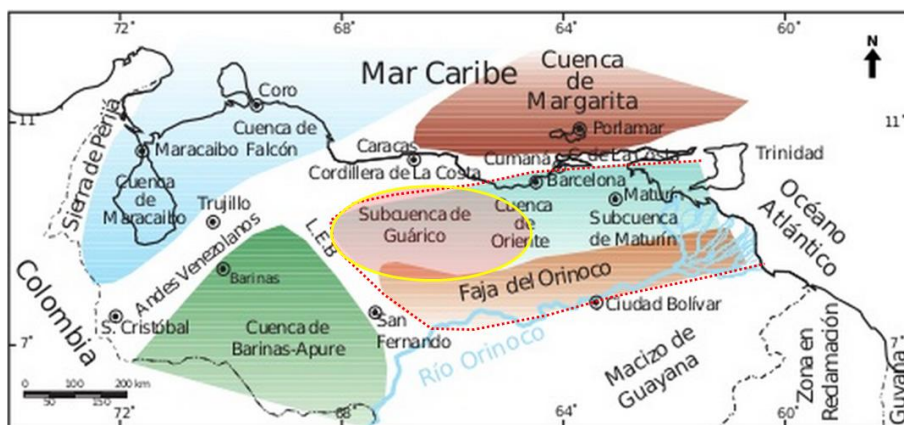 72°
68°
64°
60°
N
Mar Caribe
Cuenca
de
Margarita
Coro
11°
11°
Porlamar
Sierra de Perijá
Maracaibo
Cuenca de
Falcón
Caracas
Cordillera de La Costa
Cumaná
C. de La Costa
Trinidad
Cuenca
de
Maracaibo
Barcelona
Maturín
Océano
Atlántico
Trujillo
Subcuenca de
Guárico
Cuenca
de
Oriente
Subcuenca
de Maturín
L.E.B
Andes Venezolanos
Barinas
Faja del Orinoco
Colombia
S. Cristóbal
San
Fernando
Ciudad Bolívar
7°
7°
Cuenca de
Barinas-Apure
Río Orinoco
Macizo de
Guayana
Zona en
Reclamación
Guyana
0
100
200 km
50
150
72°
68°
64°
60°